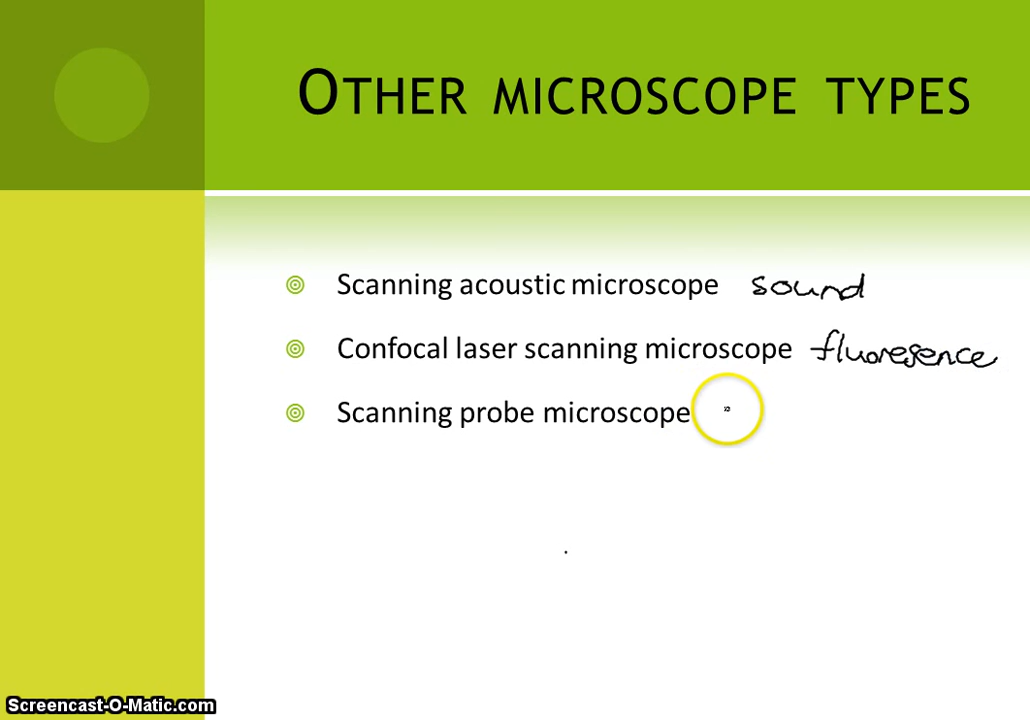 OTHER MICROSCOPE TYPES
Scanning acoustic microscope sound
Confocal laser scanning microscope fluoresence
Scanning probe microscope
Screencast-O-Matic.com